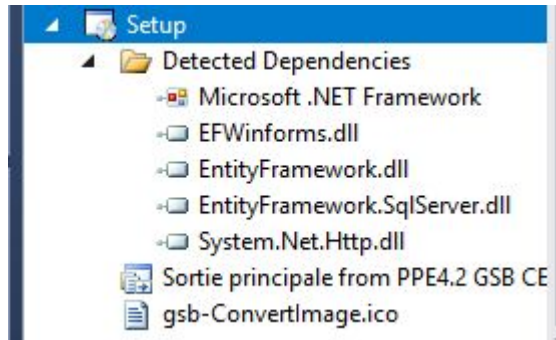 Setup
Detected Dependencies
Microsoft .NET Framework
EFWinforms.dll
EntityFramework.dll
EntityFramework.SqlServer.dll
System.Net.Http.dll
Sortie principale from PPE4.2 GSB CE
gsb-ConvertImage.ico